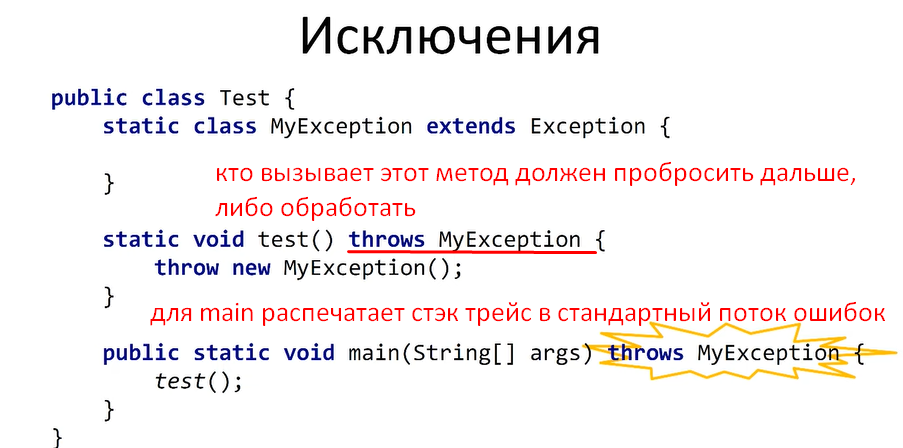 Исключения
public class Test {
static class MyException extends Exception {
}
кто вызывает этот метод должен пробросить дальше,
либо обработать
static void test() throws MyException {
throw new MyException();
}
для main распечатает стэк трейс в стандартный поток ошибок
public static void main(String[] args) throws MyException {
test();
}
}